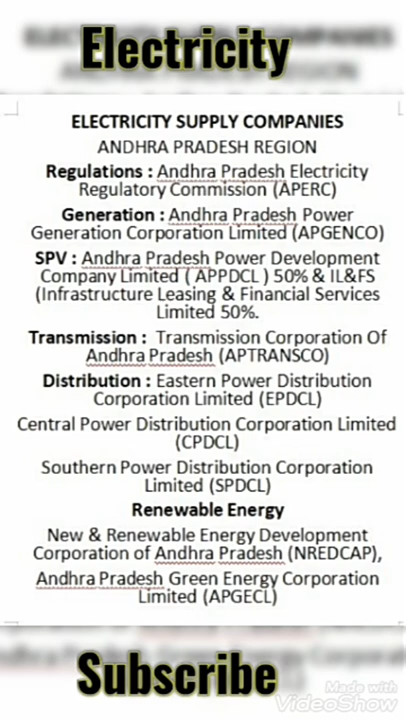 Electricity
ELECTRICITY SUPPLY COMPANIES
ANDHRA PRADESH REGION
Regulations : Andhra Pradesh Electricity
Regulatory Commission (APERC)
Generation : Andhra Pradesh Power
Generation Corporation Limited (APGENCO)
SPV : Andhra Pradesh Power Development
Company Limited ( APPDCL ) 50% & IL&FS
(Infrastructure Leasing & Financial Services
Limited 50%.
Transmission : Transmission Corporation Of
Andhra Pradesh (APTRANSCO)
Distribution : Eastern Power Distribution
Corporation Limited (EPDCL)
Central Power Distribution Corporation Limited
(CPDCL)
Southern Power Distribution Corporation
Limited (SPDCL)
Renewable Energy
New & Renewable Energy Development
Corporation of Andhra Pradesh (NREDCAP),
Andhra Pradesh Green Energy Corporation
Limited (APGECL)
Subscribe
Made with
VideoShow